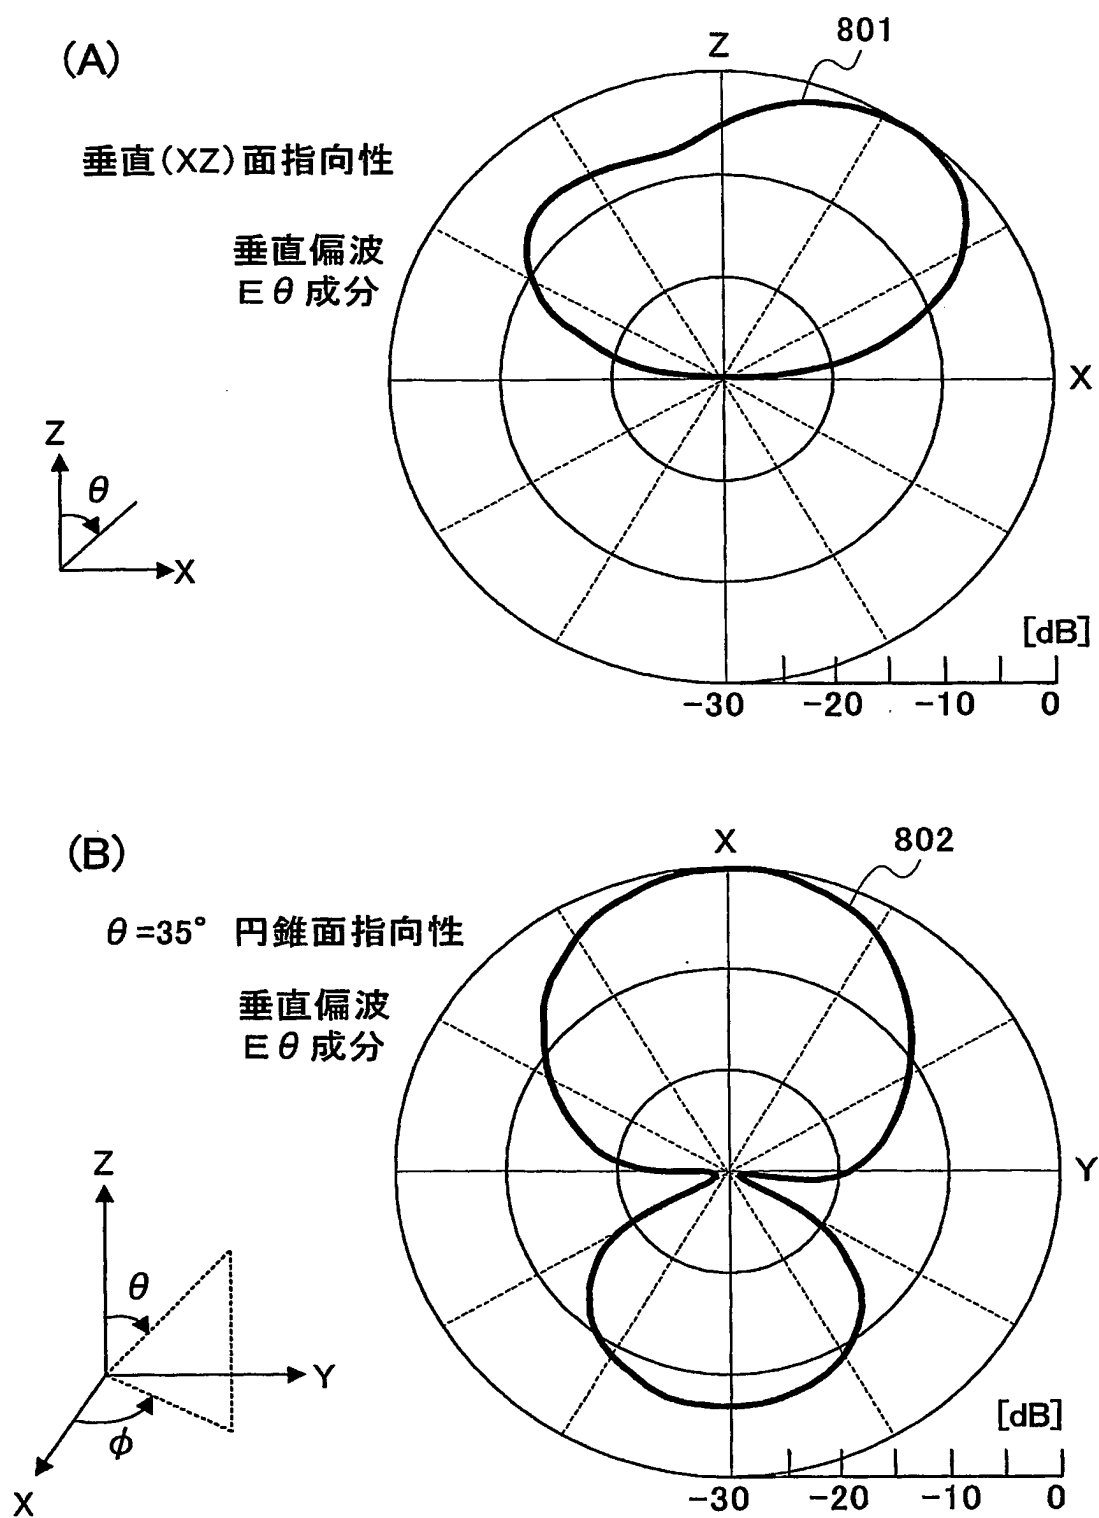 (A)
Z
801
垂直(XZ)面指向性
垂直偏波
Eθ成分
X
Z
θ
X
[dB]
-30 -20 -10 0
(B)
X
802
θ=35° 円錐面指向性
垂直偏波
Eθ成分
Y
Z
θ
Y
φ
X
[dB]
-30 -20 -10 0